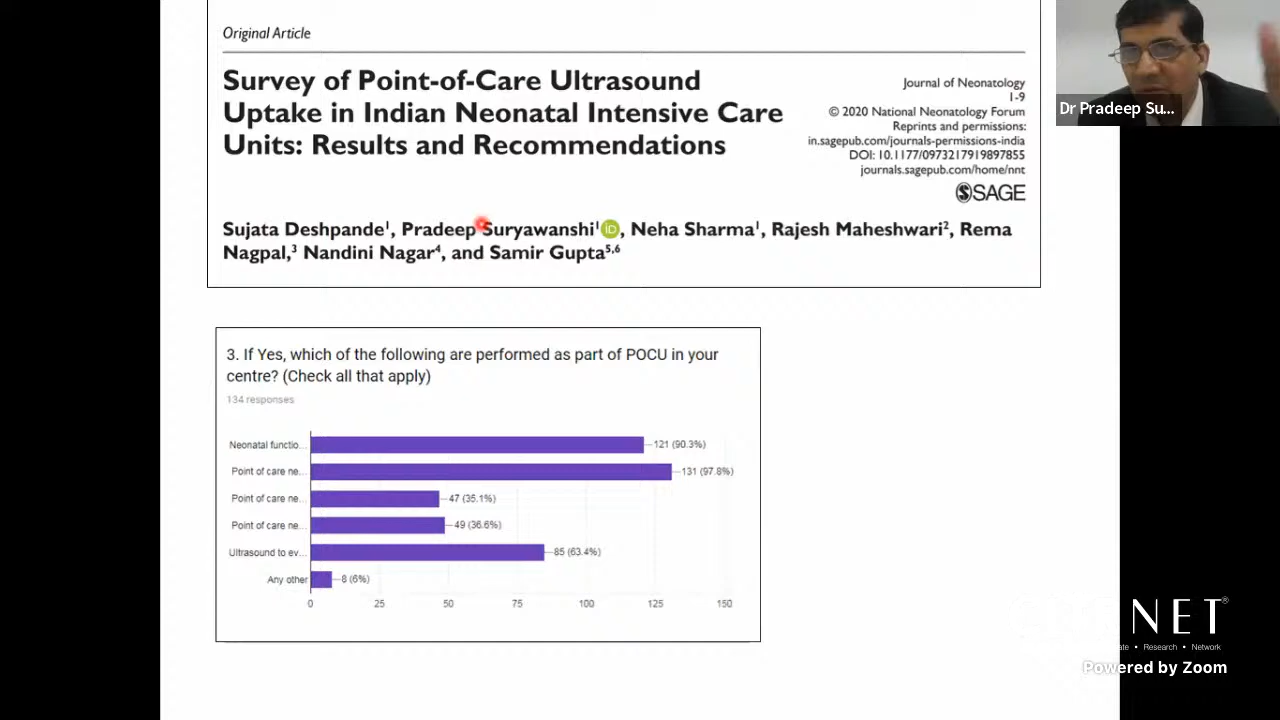 Original Article
Survey of Point-of-Care Ultrasound
Uptake in Indian Neonatal Intensive Care
Units: Results and Recommendations
Journal of Neonatology
1-9
© 2020 National Neonatology Forum
Reprints and permissions:
in.sagepub.com/journals-permissions-india
DOI: 10.1177/0973217919897855
journals.sagepub.com/home/nnt
SAGE
Sujata Deshpande¹, Pradeep Suryawanshi¹ iD, Neha Sharma¹, Rajesh Maheshwari², Rema
Nagpal,³ Nandini Nagar⁴, and Samir Gupta⁵,⁶
Dr Pradeep Su...
3. If Yes, which of the following are performed as part of POCU in your
centre? (Check all that apply)
134 responses
Neonatal functio... 121 (90.3%)
Point of care ne... 131 (97.8%)
Point of care ne... 47 (35.1%)
Point of care ne... 49 (36.6%)
Ultrasound to ev... 85 (63.4%)
Any other 8 (6%)
0 25 50 75 100 125 150
NET®
• Research • Network
Powered by Zoom